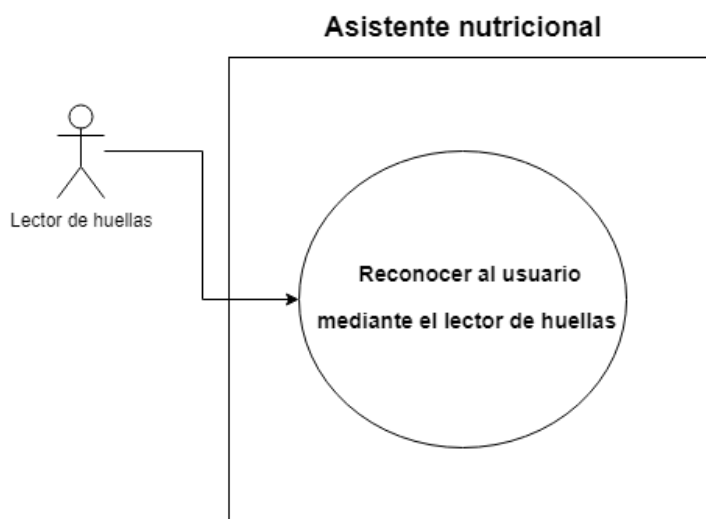 Asistente nutricional
Lector de huellas
Reconocer al usuario
mediante el lector de huellas